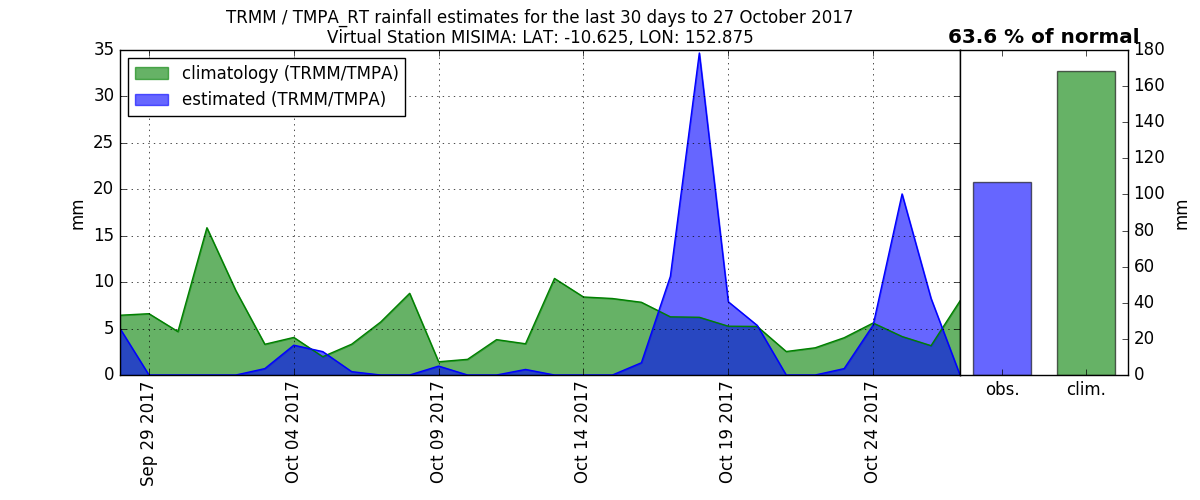 TRMM / TMPA_RT rainfall estimates for the last 30 days to 27 October 2017
Virtual Station MISIMA: LAT: -10.625, LON: 152.875
63.6 % of normal
climatology (TRMM/TMPA)
estimated (TRMM/TMPA)
mm
35
30
25
20
15
10
5
0
Sep 29 2017
Oct 04 2017
Oct 09 2017
Oct 14 2017
Oct 19 2017
Oct 24 2017
obs.
clim.
180
160
140
120
100
80
60
40
20
0
mm